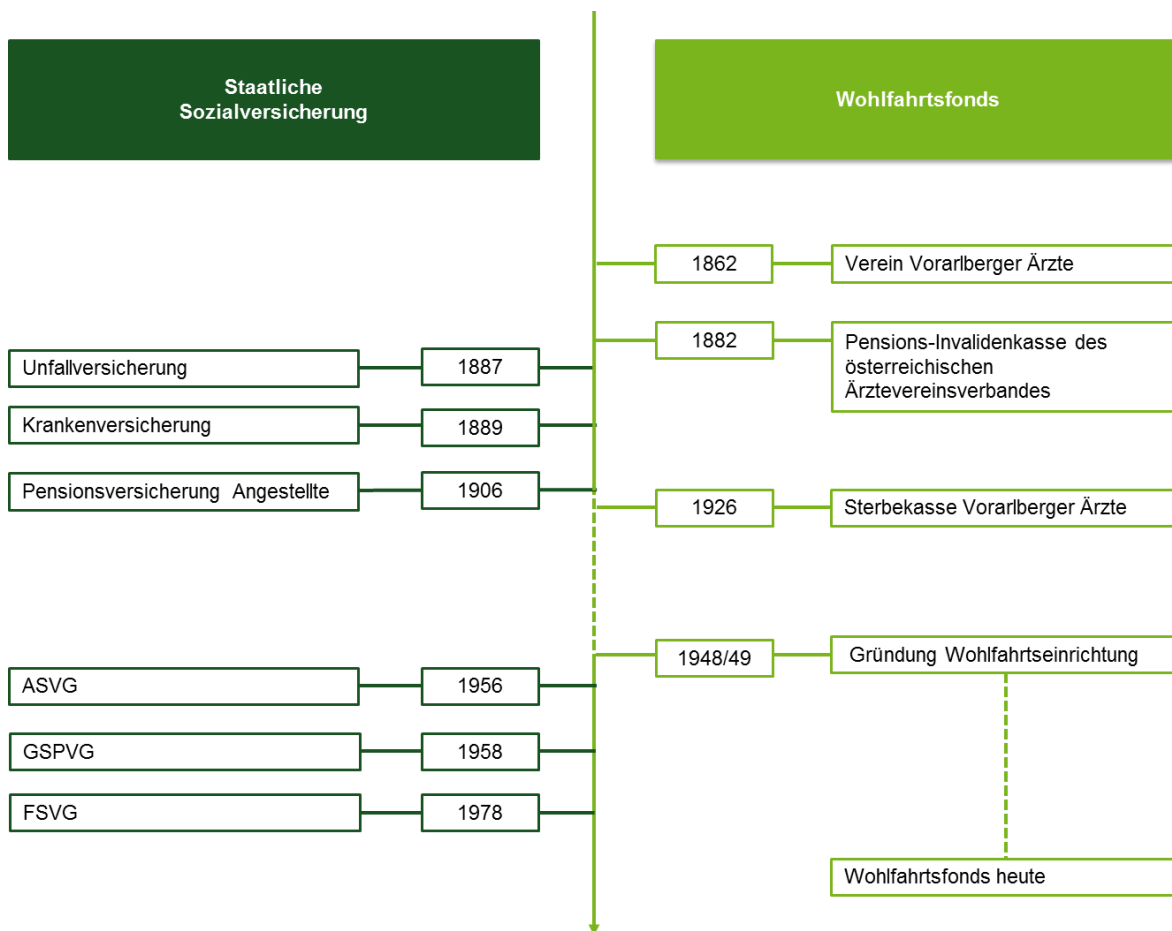 Staatliche
Sozialversicherung
Wohlfahrtsfonds
1862
Verein Vorarlberger Ärzte
1882
Pensions-Invalidenkasse des
österreichischen
Ärztevereinsverbandes
Unfallversicherung
1887
Krankenversicherung
1889
Pensionsversicherung Angestellte
1906
1926
Sterbekasse Vorarlberger Ärzte
1948/49
Gründung Wohlfahrtseinrichtung
ASVG
1956
GSPVG
1958
FSVG
1978
Wohlfahrtsfonds heute